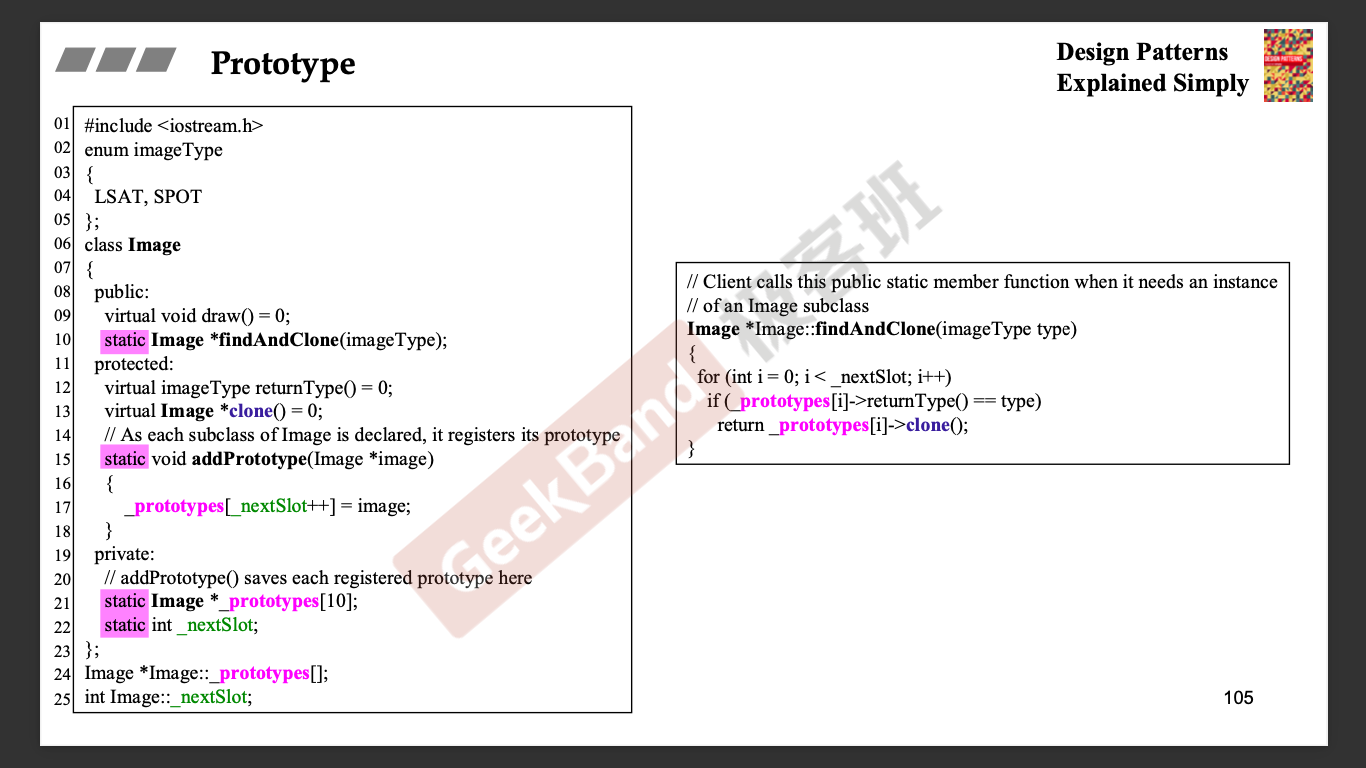 Prototype
Design Patterns
Explained Simply
DESIGN PATTERNS
01 #include <iostream.h>
02 enum imageType
03 {
04 LSAT, SPOT
05 };
06 class Image
07 {
08 public:
09 virtual void draw() = 0;
10 static Image *findAndClone(imageType);
11 protected:
12 virtual imageType returnType() = 0;
13 virtual Image *clone() = 0;
14 // As each subclass of Image is declared, it registers its prototype
15 static void addPrototype(Image *image)
16 {
17 _prototypes[_nextSlot++] = image;
18 }
19 private:
20 // addPrototype() saves each registered prototype here
21 static Image *_prototypes[10];
22 static int _nextSlot;
23 };
24 Image *Image::_prototypes[];
25 int Image::_nextSlot;
// Client calls this public static member function when it needs an instance
// of an Image subclass
Image *Image::findAndClone(imageType type)
{
for (int i = 0; i < _nextSlot; i++)
if (_prototypes[i]->returnType() == type)
return _prototypes[i]->clone();
}
GeekBand 极客班
105